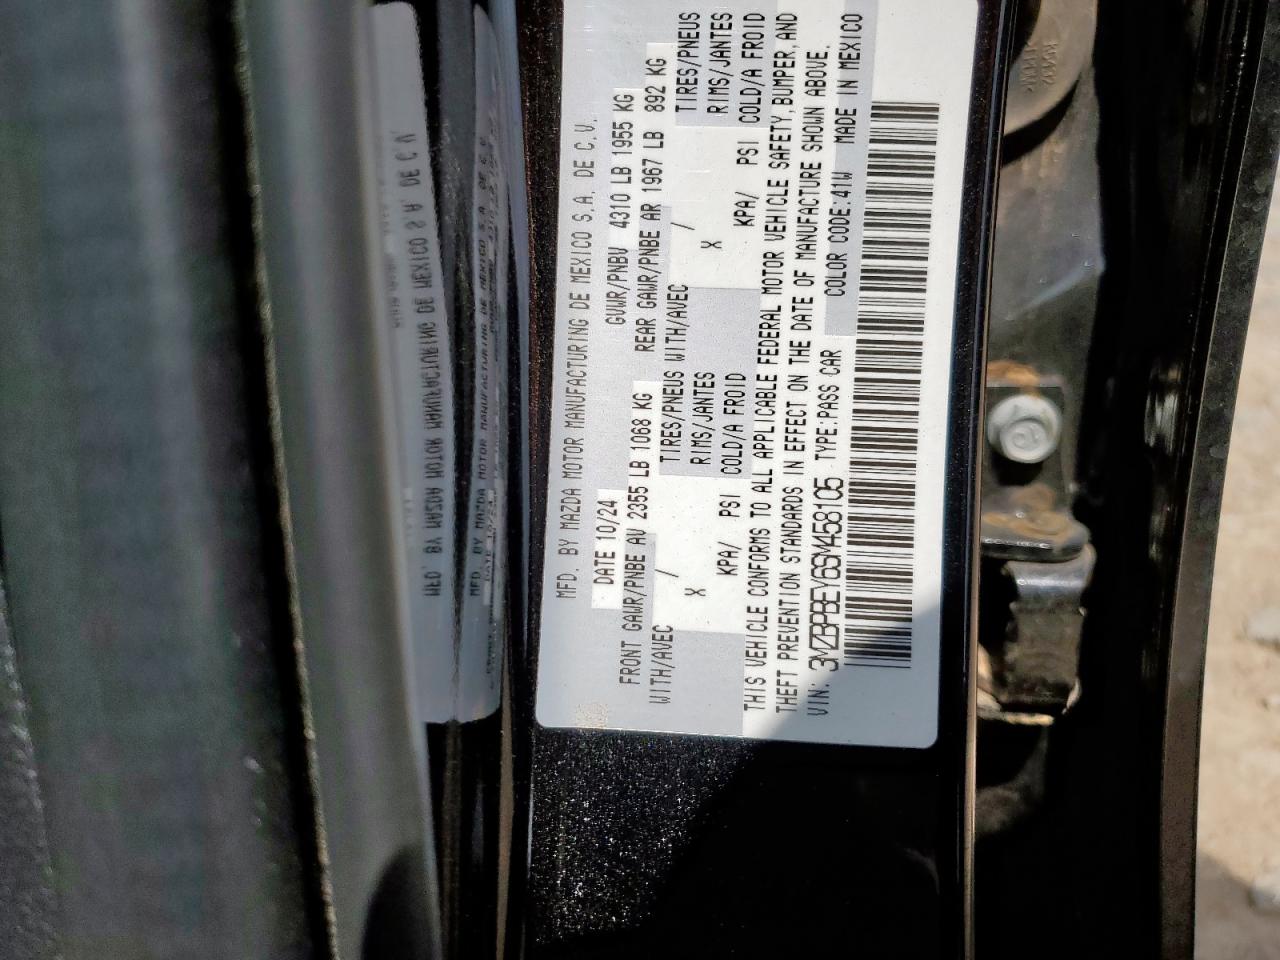 MFD. BY MAZDA MOTOR MANUFACTURING DE MEXICO S.A. DE C.V.
DATE 10/24 GVWR/PNBV 4310 LB 1955 KG
FRONT GAWR/PNBE AV 2355 LB 1068 KG REAR GAWR/PNBE AR 1967 LB 892 KG
WITH/AVEC / TIRES/PNEUS WITH/AVEC / TIRES/PNEUS
X RIMS/JANTES X RIMS/JANTES
KPA/ PSI COLD/A FROID KPA/ PSI COLD/A FROID
THIS VEHICLE CONFORMS TO ALL APPLICABLE FEDERAL MOTOR VEHICLE SAFETY, BUMPER, AND
THEFT PREVENTION STANDARDS IN EFFECT ON THE DATE OF MANUFACTURE SHOWN ABOVE.
VIN: 3MZBPBEY6SM458105 TYPE: PASS CAR COLOR CODE: 41W MADE IN MEXICO